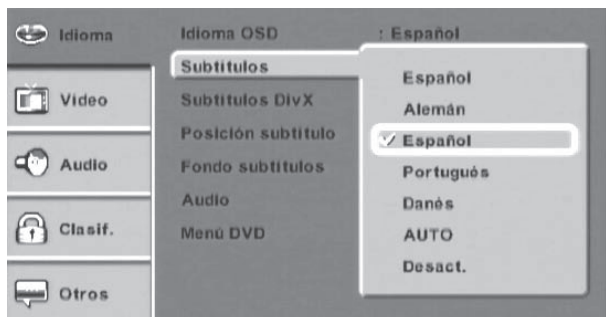 Idioma
Video
Audio
Clasif.
Otros
Idioma OSD : Español
Subtitulos
Subtitulos DivX
Posición subtitulo
Fondo subtitulos
Audio
Menú DVD
Español
Alemán
Español
Portugués
Danés
AUTO
Desact.